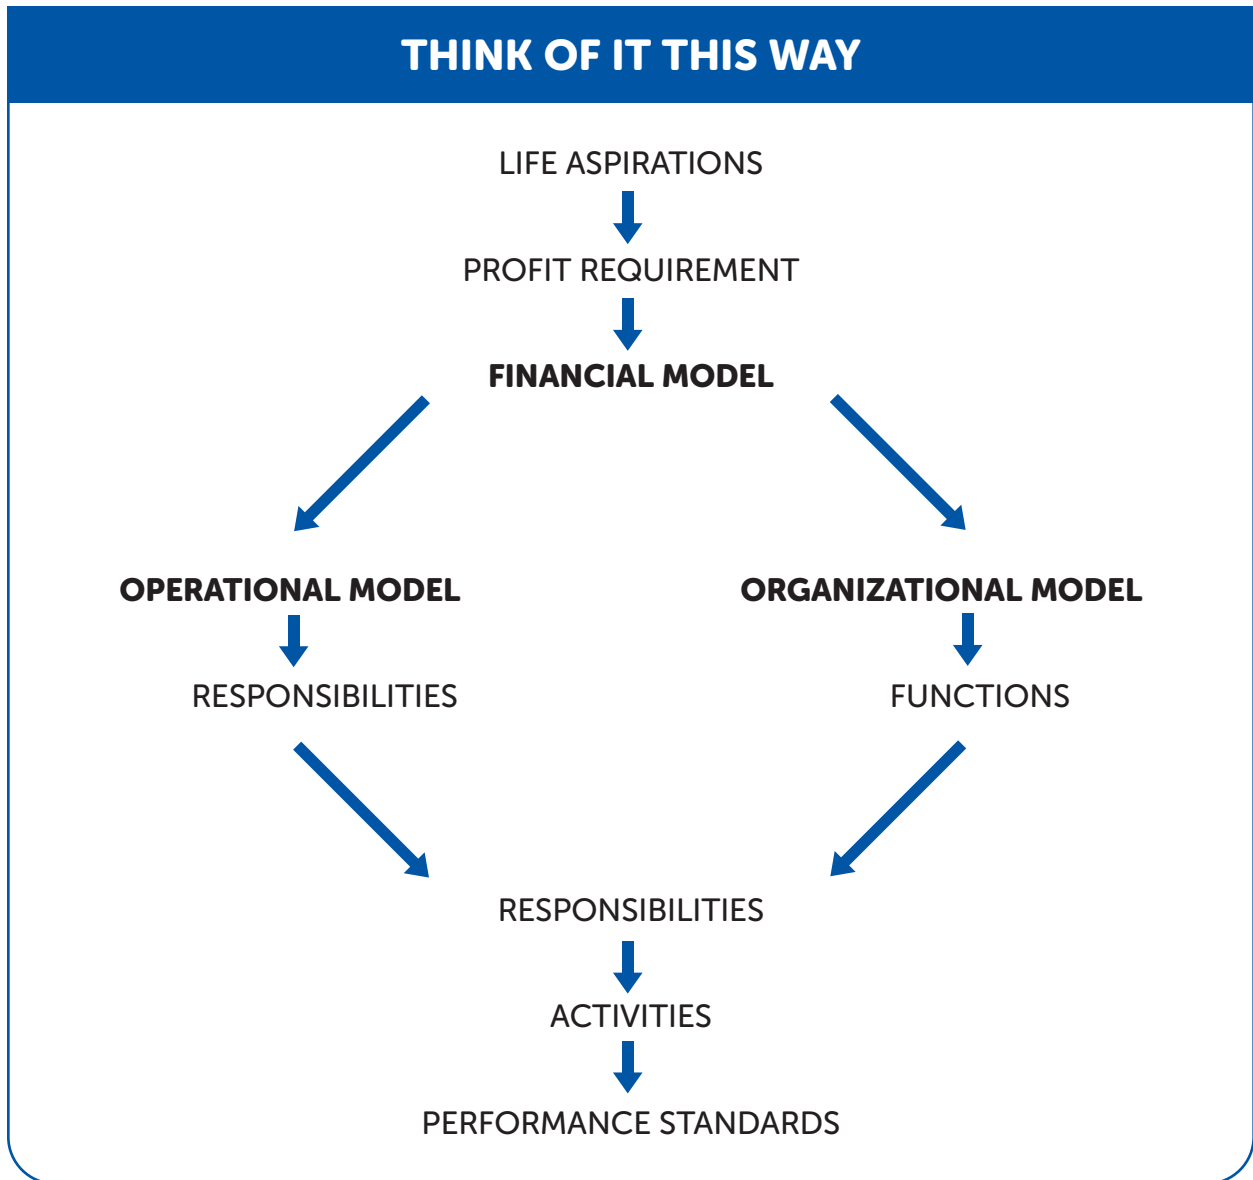 THINK OF IT THIS WAY
LIFE ASPIRATIONS
PROFIT REQUIREMENT
FINANCIAL MODEL
OPERATIONAL MODEL
ORGANIZATIONAL MODEL
RESPONSIBILITIES
FUNCTIONS
RESPONSIBILITIES
ACTIVITIES
PERFORMANCE STANDARDS